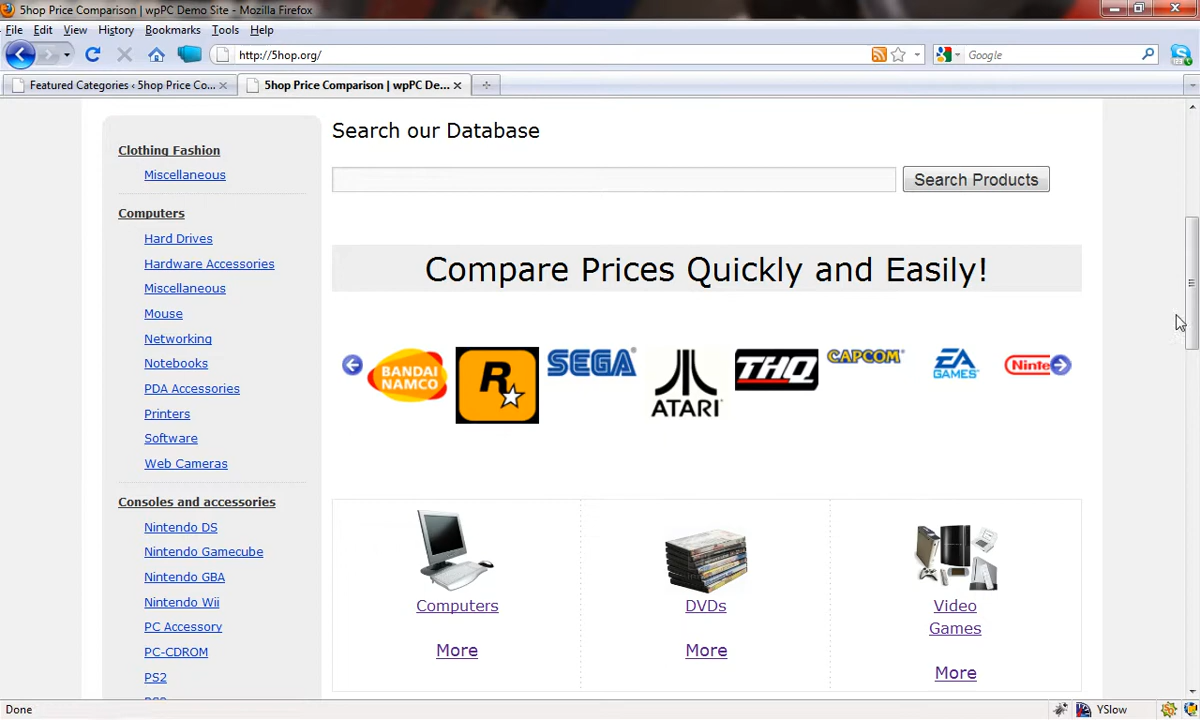 5hop Price Comparison | wpPC Demo Site - Mozilla Firefox
File Edit View History Bookmarks Tools Help
http://5hop.org/
Google
Featured Categories ‹ 5hop Price Co...
5hop Price Comparison | wpPC De...
Search our Database
Search Products
Clothing Fashion
Miscellaneous
Computers
Hard Drives
Hardware Accessories
Miscellaneous
Mouse
Networking
Notebooks
PDA Accessories
Printers
Software
Web Cameras
Consoles and accessories
Nintendo DS
Nintendo Gamecube
Nintendo GBA
Nintendo Wii
PC Accessory
PC-CDROM
PS2
Compare Prices Quickly and Easily!
BANDAI
NAMCO
R
SEGA
ATARI
THQ
CAPCOM
EA
GAMES
Ninte
Computers
More
DVDs
More
Video
Games
More
Done
YSlow